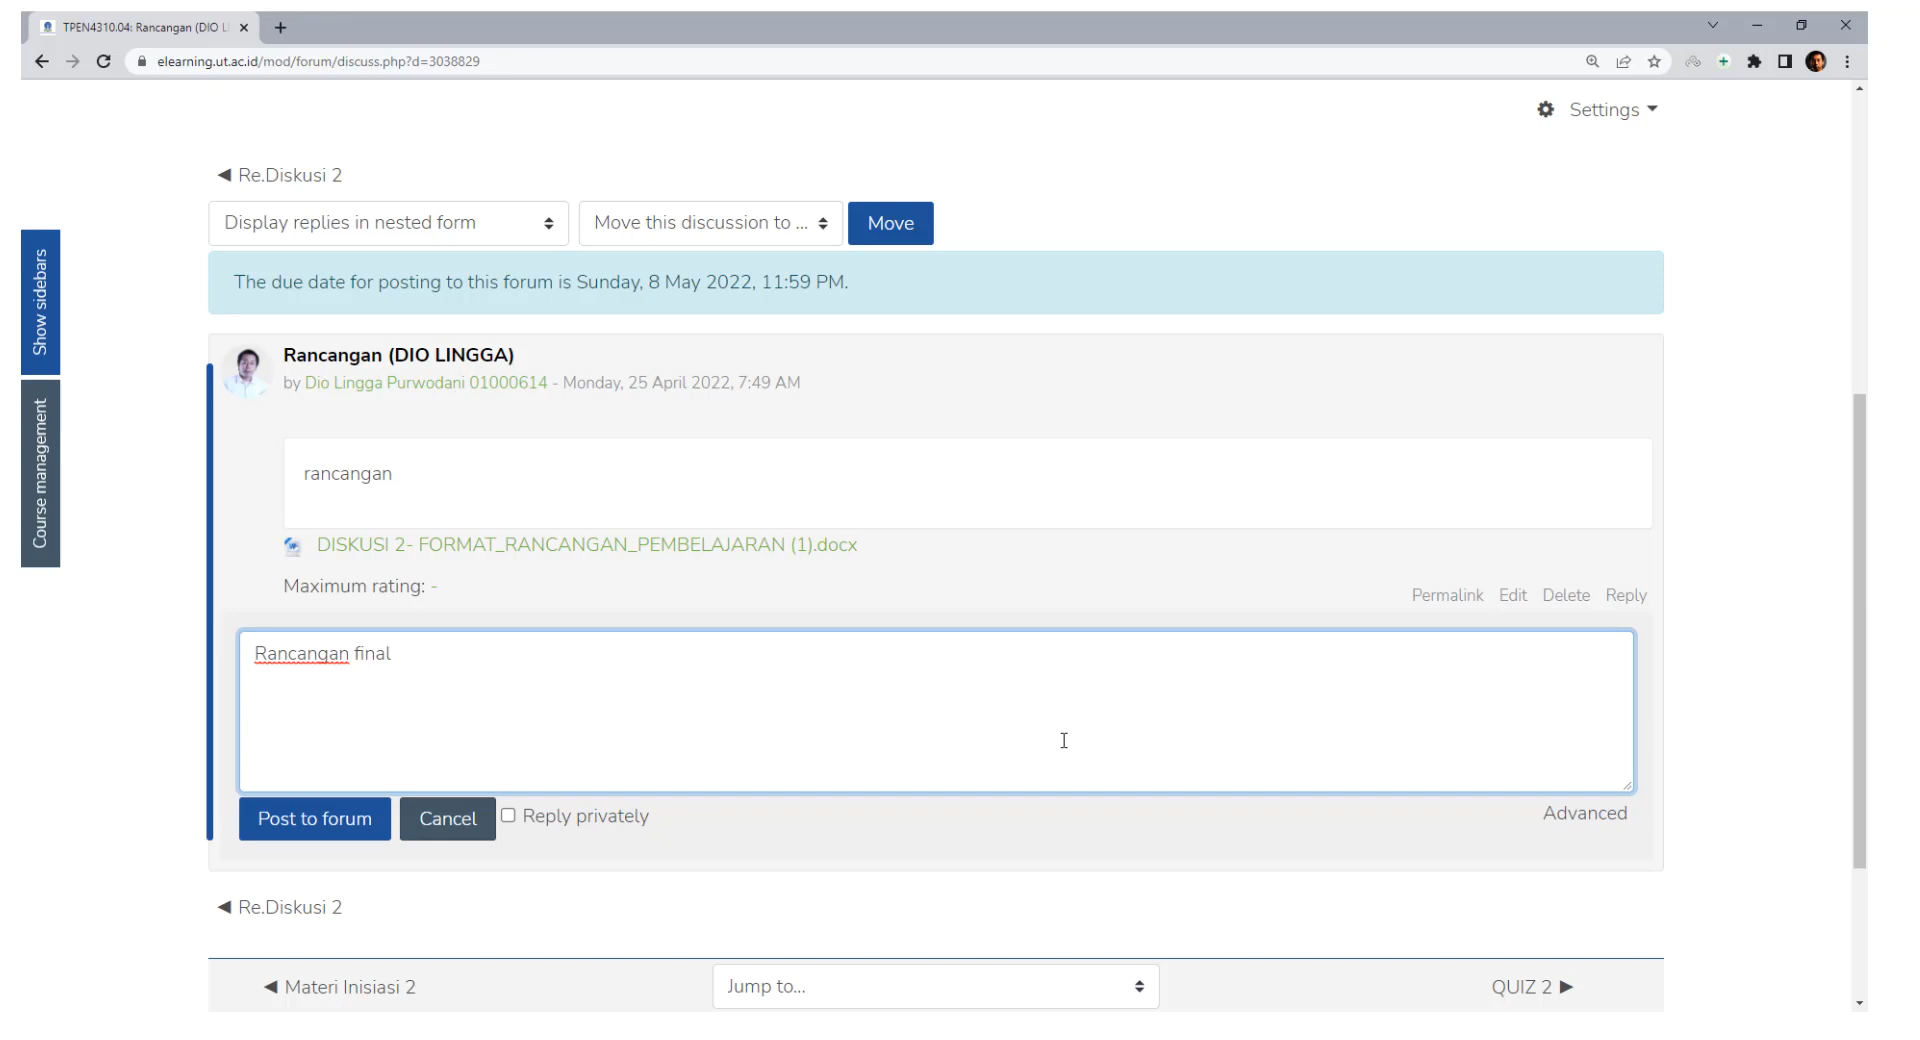 TPEN4310.04: Rancangan (DIO L
elearning.ut.ac.id/mod/forum/discuss.php?d=3038829
Settings
◀ Re.Diskusi 2
Display replies in nested form
Move this discussion to ...
Move
The due date for posting to this forum is Sunday, 8 May 2022, 11:59 PM.
Show sidebars
Course management
Rancangan (DIO LINGGA)
by Dio Lingga Purwodani 01000614 - Monday, 25 April 2022, 7:49 AM
rancangan
DISKUSI 2- FORMAT_RANCANGAN_PEMBELAJARAN (1).docx
Maximum rating: -
Permalink Edit Delete Reply
Rancangan final
Post to forum
Cancel
Reply privately
Advanced
◀ Re.Diskusi 2
◀ Materi Inisiasi 2
Jump to...
QUIZ 2 ▶